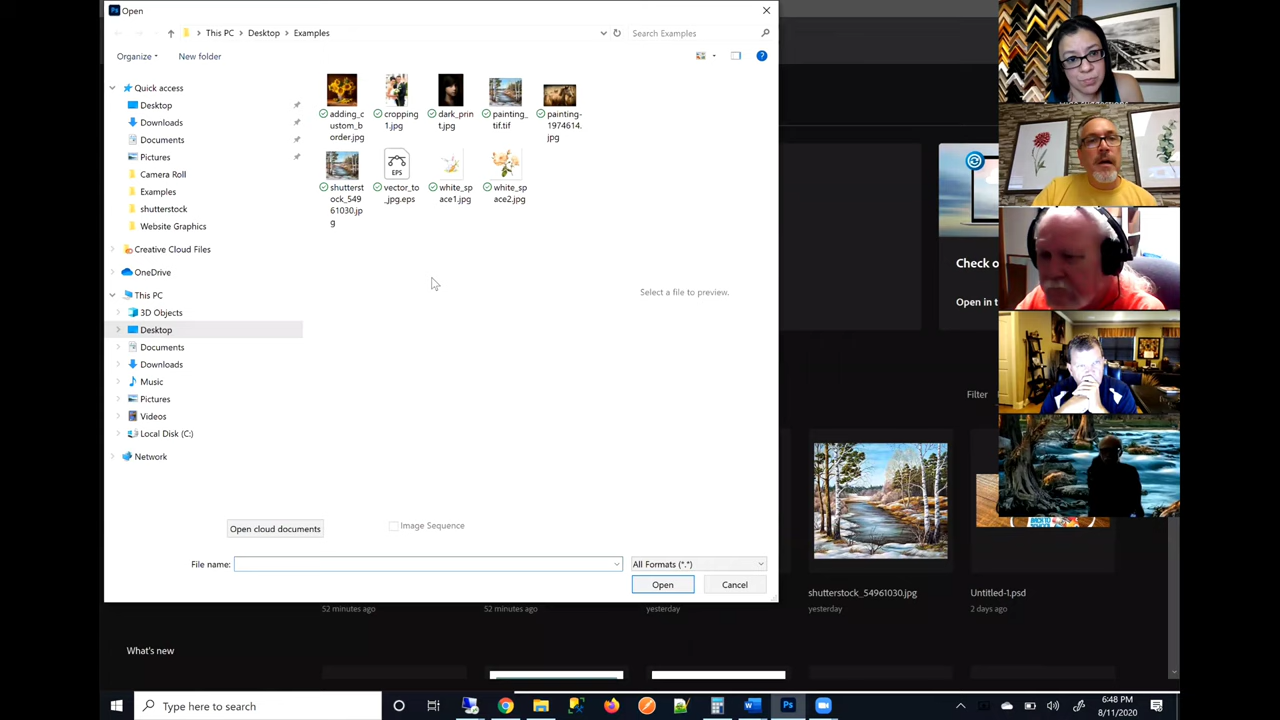 Open
This PC
Desktop
Examples
Search Examples
Organize
New folder
Quick access
Desktop
Downloads
Documents
Pictures
Camera Roll
Examples
shutterstock
Website Graphics
Creative Cloud Files
OneDrive
This PC
3D Objects
Desktop
Documents
Downloads
Music
Pictures
Videos
Local Disk (C:)
Network
adding_c
ustom_b
order.jpg
cropping
1.jpg
dark_prin
t.jpg
painting_
tif.tif
painting-
1974614.
jpg
shutterst
ock_549
61030.jp
g
EPS
vector_to
_jpg.eps
white_sp
ace1.jpg
white_sp
ace2.jpg
Select a file to preview.
Open cloud documents
Image Sequence
File name:
All Formats (*.*)
Open
Cancel
Check o
Open in t
Filter
52 minutes ago
52 minutes ago
yesterday
shutterstock_54961030.jpg
yesterday
Untitled-1.psd
2 days ago
What's new
Type here to search
6:48 PM
8/11/2020